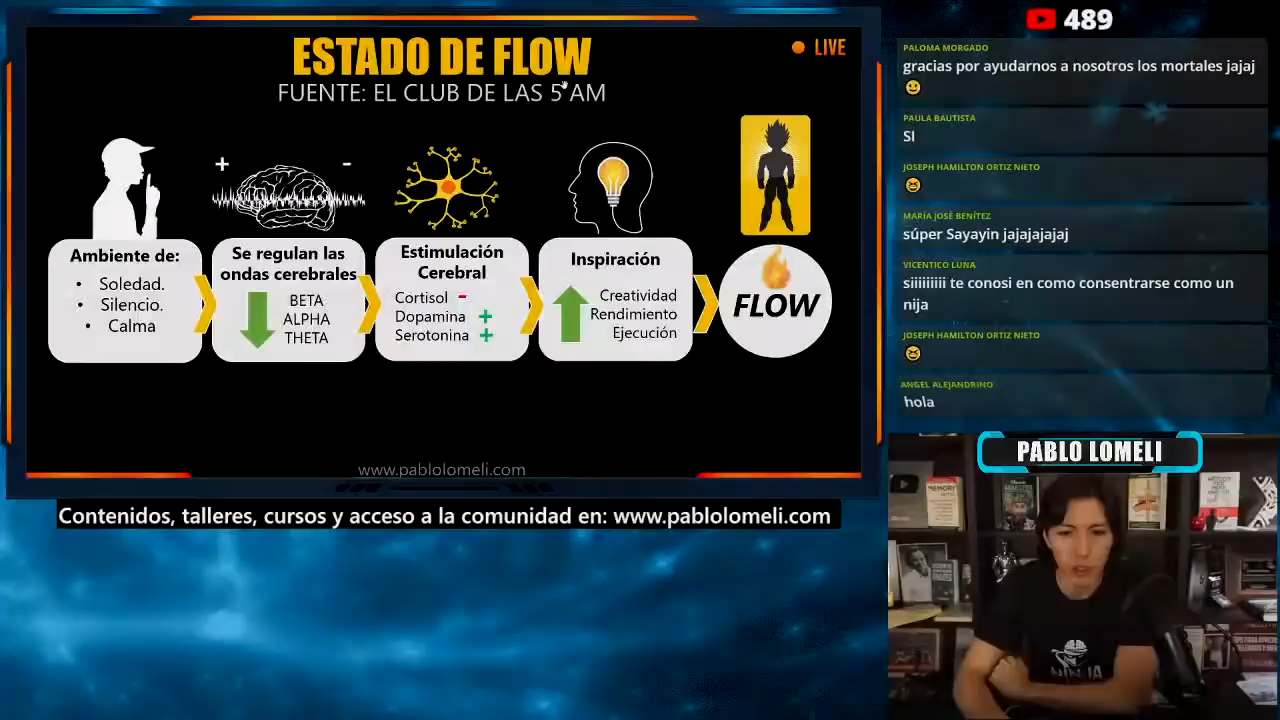 ESTADO DE FLOW
LIVE
FUENTE: EL CLUB DE LAS 5 AM
+ -
Ambiente de:
• Soledad.
• Silencio.
• Calma
Se regulan las
ondas cerebrales
BETA
ALPHA
THETA
Estimulación
Cerebral
Cortisol -
Dopamina +
Serotonina +
Inspiración
Creatividad
Rendimiento
Ejecución
FLOW
www.pablolomeli.com
Contenidos, talleres, cursos y acceso a la comunidad en: www.pablolomeli.com
489
PALOMA MORGADO
gracias por ayudarnos a nosotros los mortales jajaj
PAULA BAUTISTA
SI
JOSEPH HAMILTON ORTIZ NIETO
MARÍA JOSÉ BENÍTEZ
súper Sayayin jajajajajaj
VICENTICO LUNA
siiiiiiiii te conosi en como consentrarse como un
nija
JOSEPH HAMILTON ORTIZ NIETO
ANGEL ALEJANDRINO
hola
PABLO LOMELI
MEMORY
NINJA